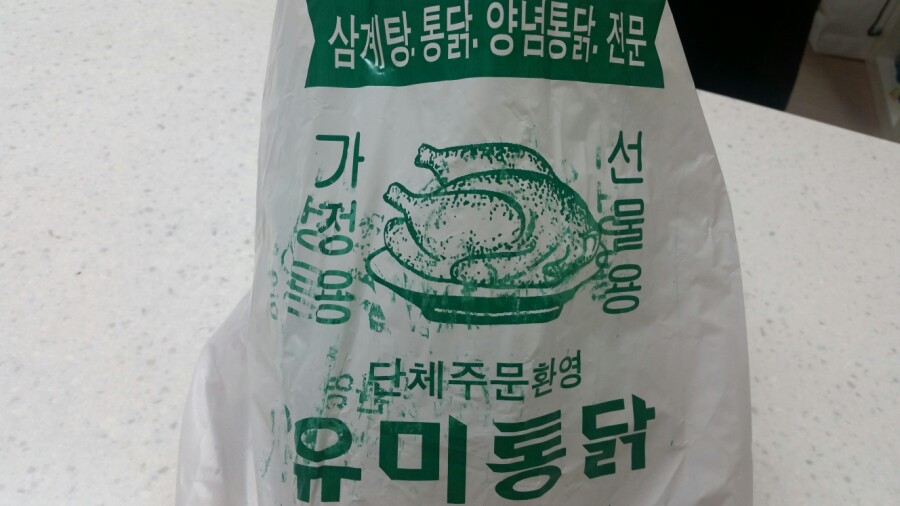 삼계탕, 통닭, 양념통닭, 전문
가정용
선물용
단체주문환영
유미통닭